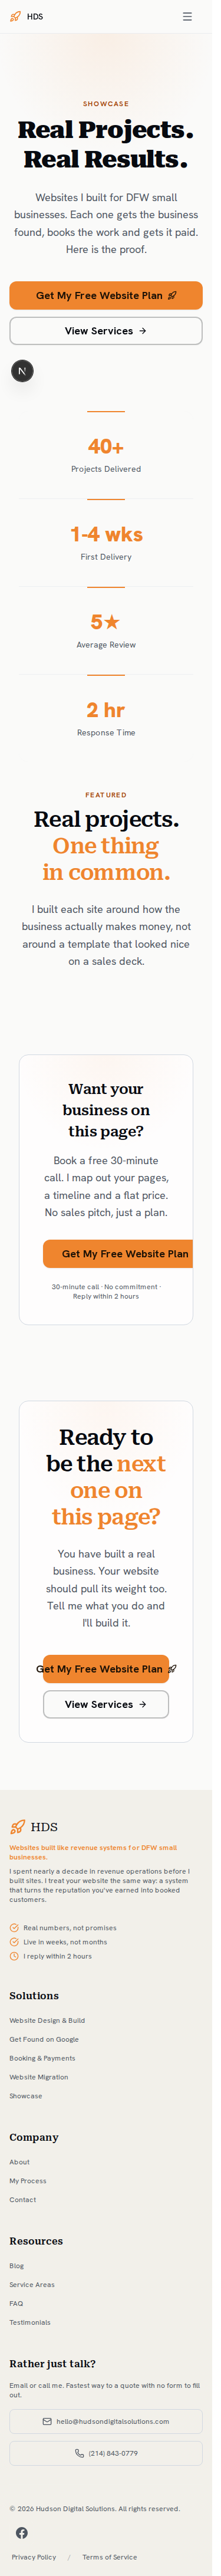 HDS
SHOWCASE
Real Projects.
Real Results.
Websites I built for DFW small
businesses. Each one gets the business
found, books the work and gets it paid.
Here is the proof.
Get My Free Website Plan
View Services →
N
40+
Projects Delivered
1-4 wks
First Delivery
5★
Average Review
2 hr
Response Time
FEATURED
Real projects.
One thing
in common.
I built each site around how the
business actually makes money, not
around a template that looked nice
on a sales deck.
Want your
business on
this page?
Book a free 30-minute
call. I map out your pages,
a timeline and a flat price.
No sales pitch, just a plan.
Get My Free Website Plan
30-minute call · No commitment ·
Reply within 2 hours
Ready to
be the next
one on
this page?
You have built a real
business. Your website
should pull its weight too.
Tell me what you do and
I'll build it.
Get My Free Website Plan
View Services →
HDS
Websites built like revenue systems for DFW small
businesses.
I spent nearly a decade in revenue operations before I
built sites. I treat your website the same way: a system
that turns the reputation you've earned into booked
customers.
Real numbers, not promises
Live in weeks, not months
I reply within 2 hours
Solutions
Website Design & Build
Get Found on Google
Booking & Payments
Website Migration
Showcase
Company
About
My Process
Contact
Resources
Blog
Service Areas
FAQ
Testimonials
Rather just talk?
Email or call me. Fastest way to a quote with no form to fill
out.
hello@hudsondigitalsolutions.com
(214) 843-0779
© 2026 Hudson Digital Solutions. All rights reserved.
Privacy Policy / Terms of Service